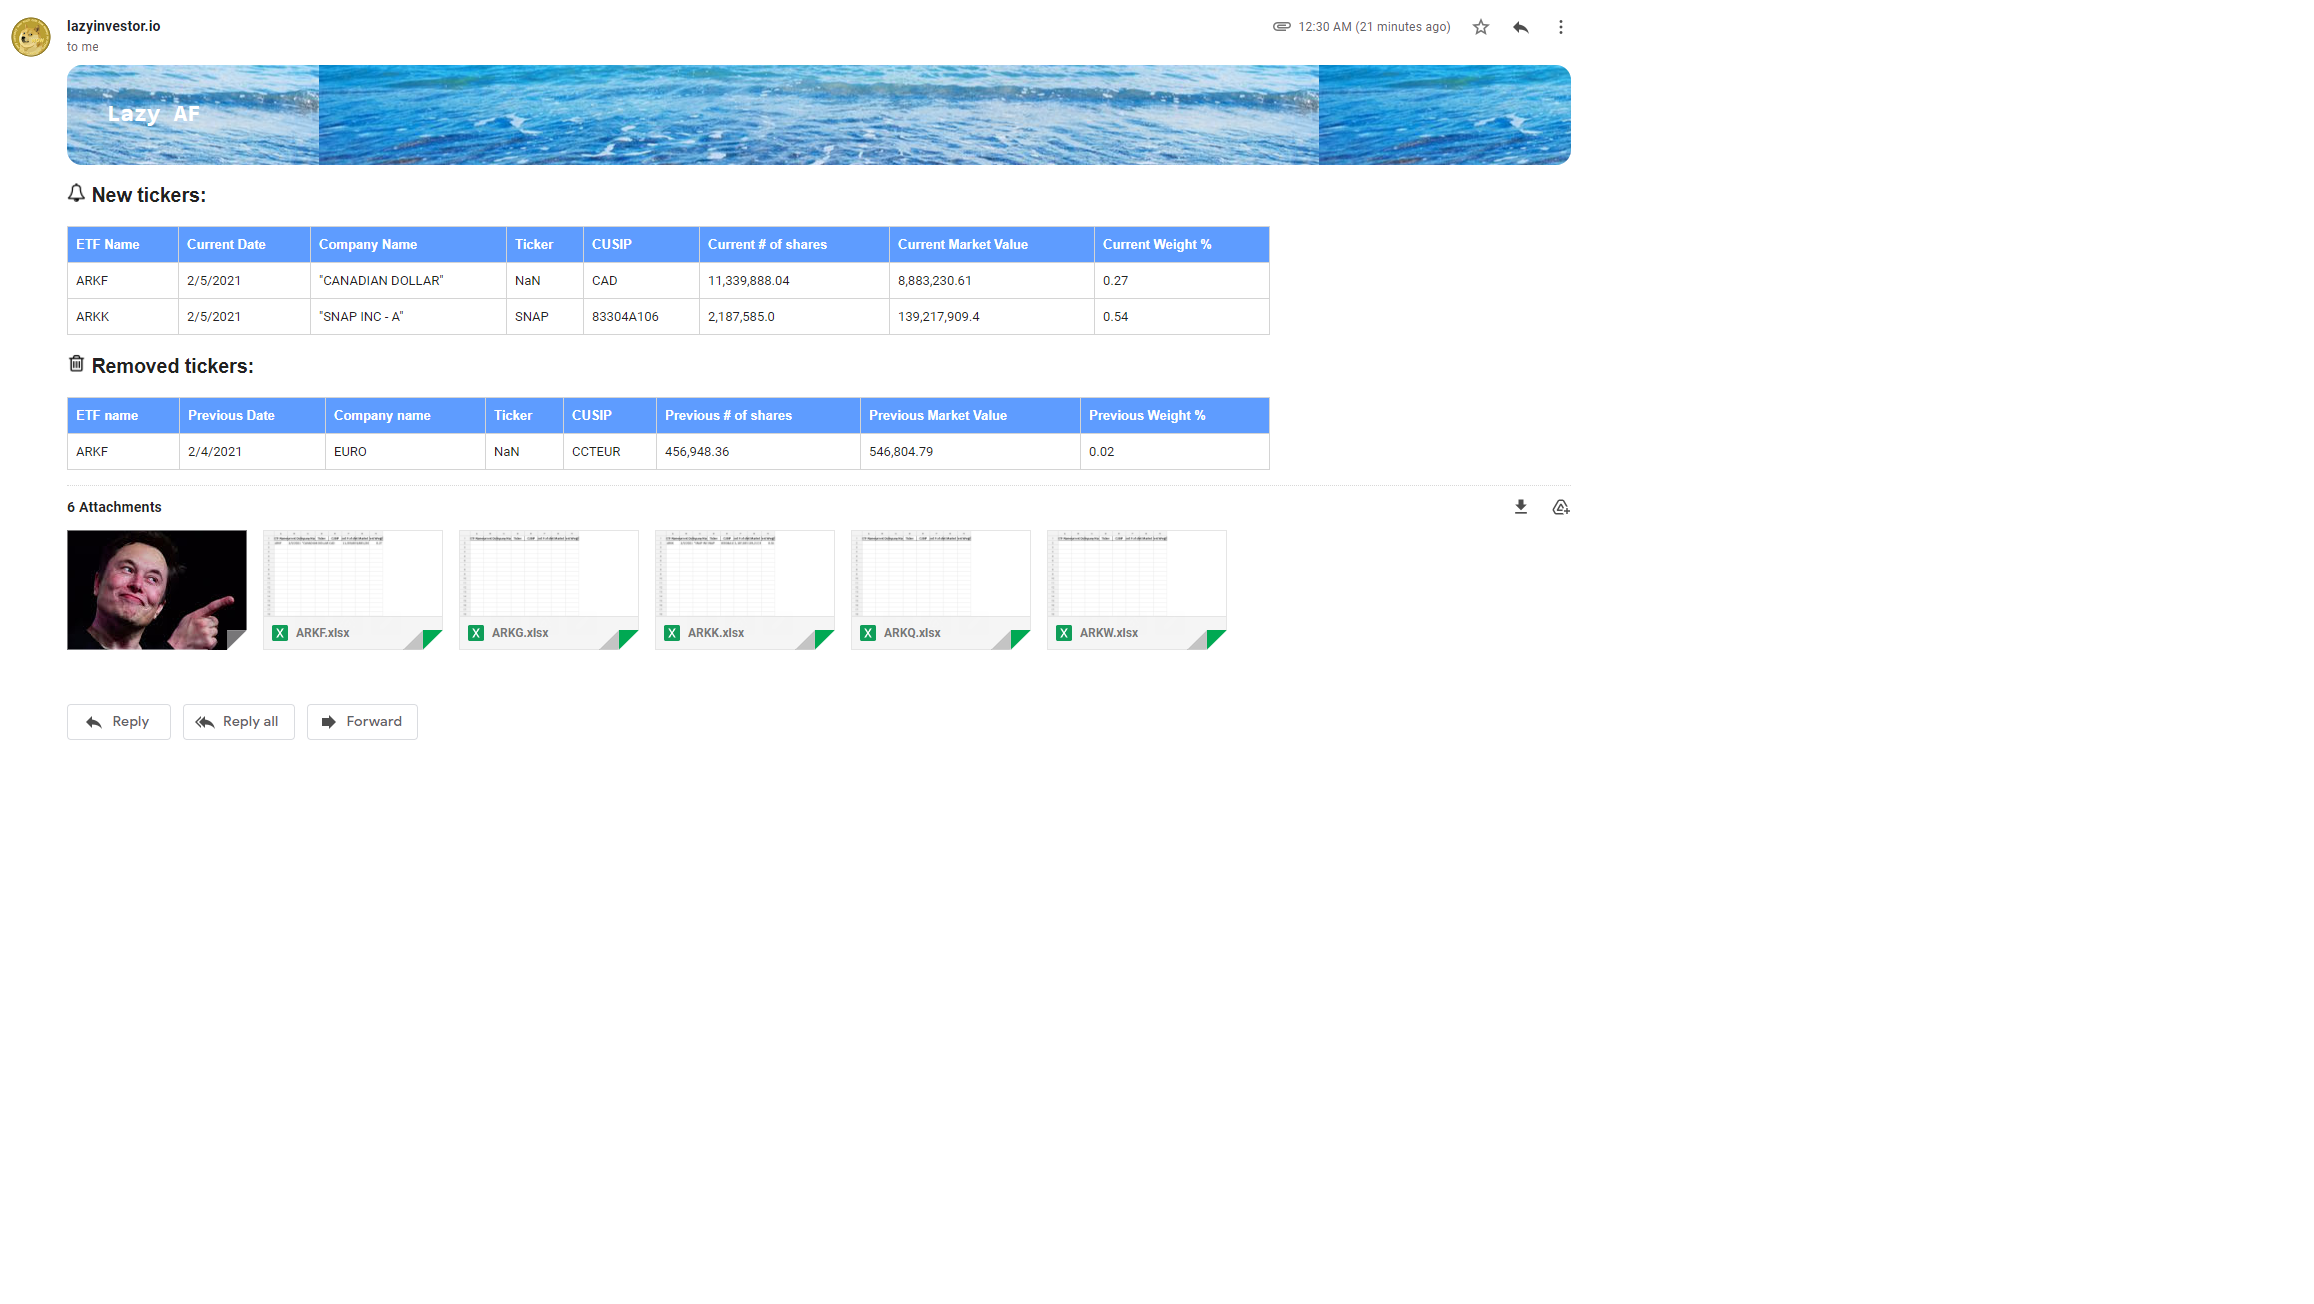 lazyinvestor.io
12:30 AM (21 minutes ago)
to me
Lazy AF
New tickers:
ETF Name Current Date Company Name Ticker CUSIP Current # of shares Current Market Value Current Weight %
ARKF 2/5/2021 "CANADIAN DOLLAR" NaN CAD 11,339,888.04 8,883,230.61 0.27
ARKK 2/5/2021 "SNAP INC - A" SNAP 83304A106 2,187,585.0 139,217,909.4 0.54
Removed tickers:
ETF name Previous Date Company name Ticker CUSIP Previous # of shares Previous Market Value Previous Weight %
ARKF 2/4/2021 EURO NaN CCTEUR 456,948.36 546,804.79 0.02
6 Attachments
X ARKF.xlsx X ARKG.xlsx X ARKK.xlsx X ARKQ.xlsx X ARKW.xlsx
Reply Reply all Forward